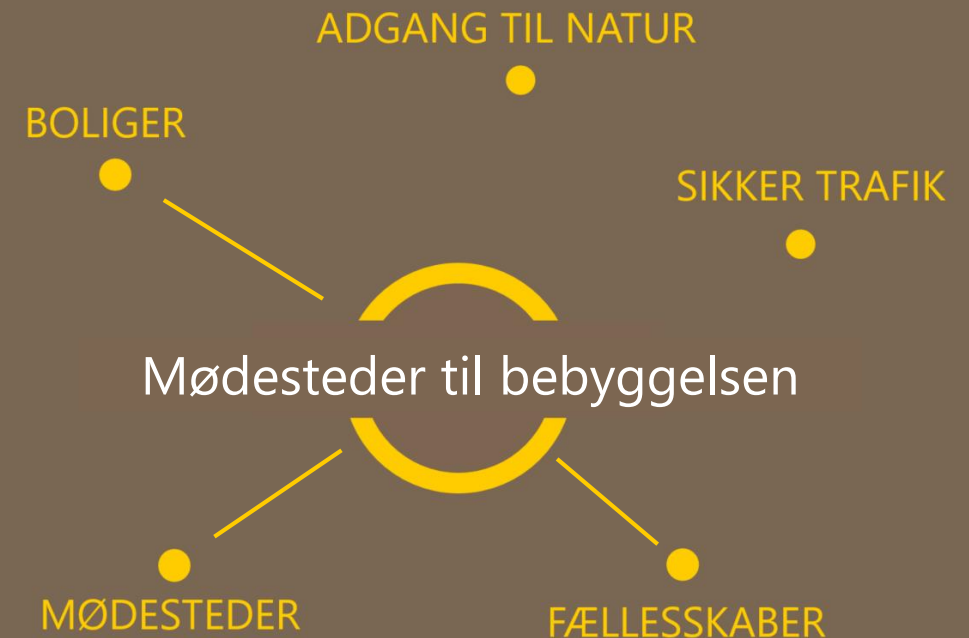 ADGANG TIL NATUR
BOLIGER
SIKKER TRAFIK
Mødesteder til bebyggelsen
MØDESTEDER
FÆLLESSKABER